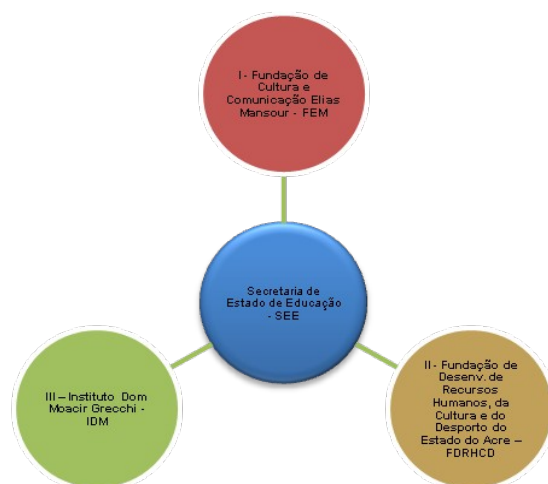 I - Fundação de
Cultura e
Comunicação Elias
Mansour - FEM
Secretaria de
Estado de Educação
- SEE
III – Instituto Dom
Moacir Grecchi -
IDM
II - Fundação de
Desenv. de
Recursos
Humanos, da
Cultura e do
Desporto do
Estado do Acre –
FDRHCD